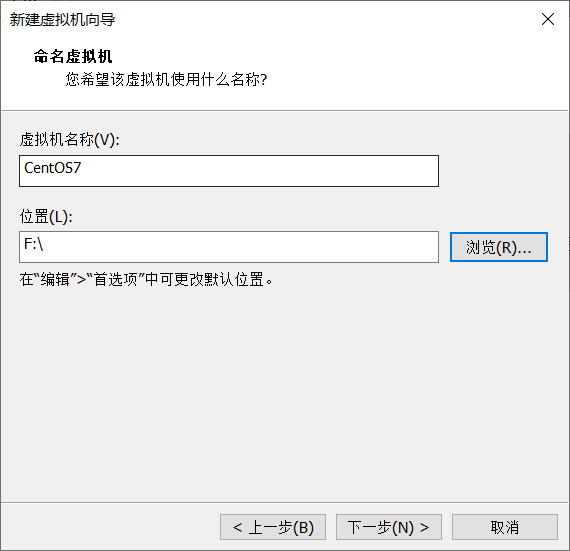 新建虚拟机向导
命名虚拟机
您希望该虚拟机使用什么名称?
虚拟机名称(V):
CentOS7
位置(L):
F:\
浏览(R)...
在“编辑”>“首选项”中可更改默认位置。
< 上一步(B)
下一步(N) >
取消